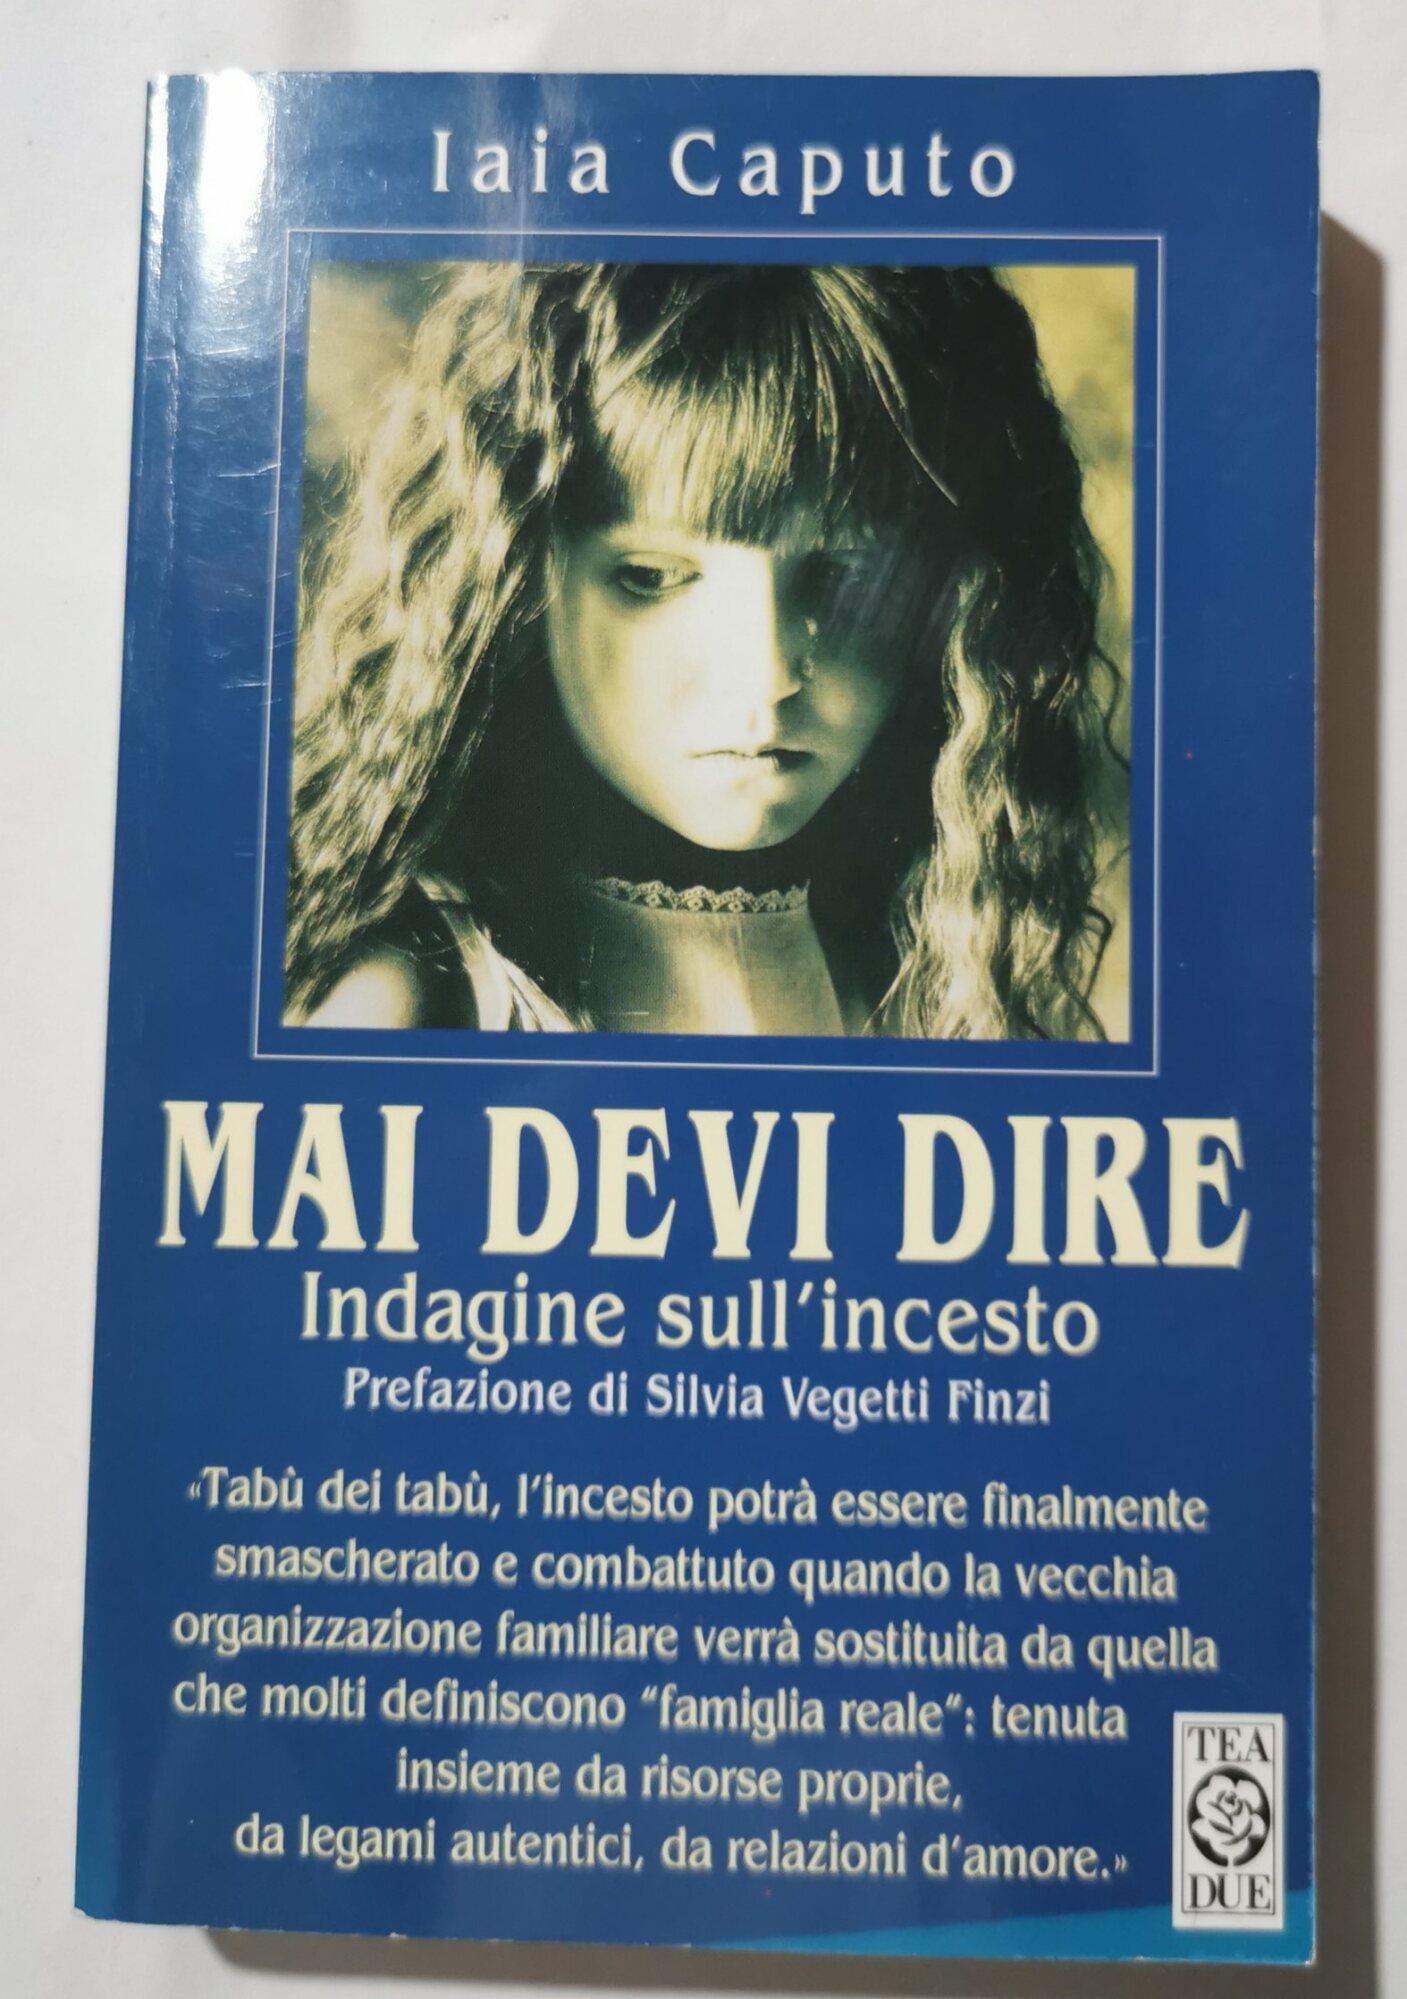 Iaia Caputo
MAI DEVI DIRE
Indagine sull'incesto
Prefazione di Silvia Vegetti Finzi
«Tabù dei tabù, l'incesto potrà essere finalmente
smascherato e combattuto quando la vecchia
organizzazione familiare verrà sostituita da quella
che molti definiscono “famiglia reale”: tenuta
insieme da risorse proprie,
da legami autentici, da relazioni d'amore.»
TEA
DUE